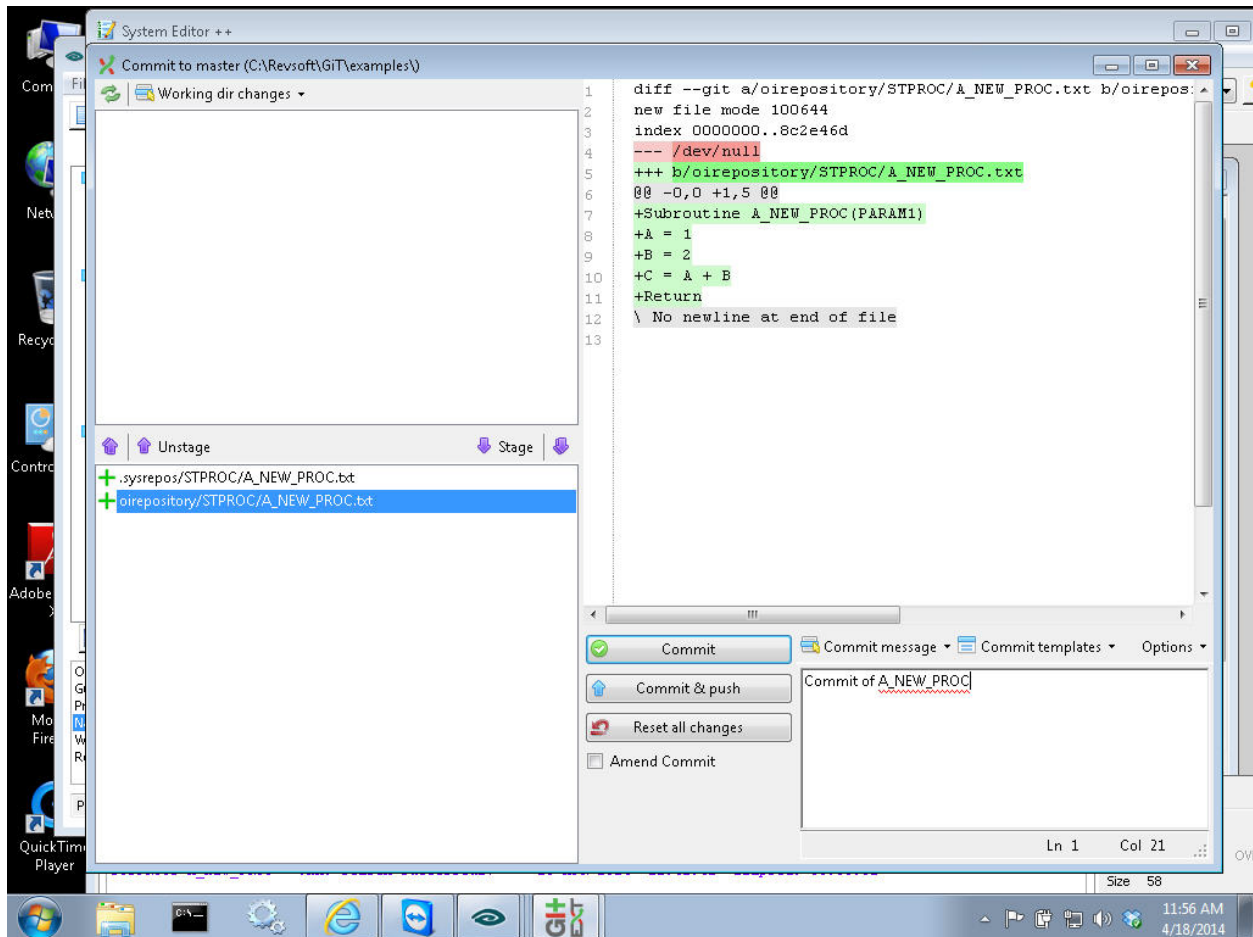 System Editor ++
Commit to master (C:\Revsoft\GiT\examples\)
Working dir changes
1 diff --git a/oirepository/STPROC/A_NEW_PROC.txt b/oirepos
2 new file mode 100644
3 index 0000000..8c2e46d
4 --- /dev/null
5 +++ b/oirepository/STPROC/A_NEW_PROC.txt
6 @@ -0,0 +1,5 @@
7 +Subroutine A_NEW_PROC(PARAM1)
8 +A = 1
9 +B = 2
10 +C = A + B
11 +Return
12 \ No newline at end of file
13
Unstage Stage
.sysrepos/STPROC/A_NEW_PROC.txt
oirepository/STPROC/A_NEW_PROC.txt
Commit
Commit & push
Reset all changes
Amend Commit
Commit message Commit templates Options
Commit of A_NEW_PROC
Ln 1 Col 21
Size 58
Com
Netw
Recyc
Contro
Adobe
X
Mo
Fire
QuickTime
Player
C:\_
11:56 AM
4/18/2014